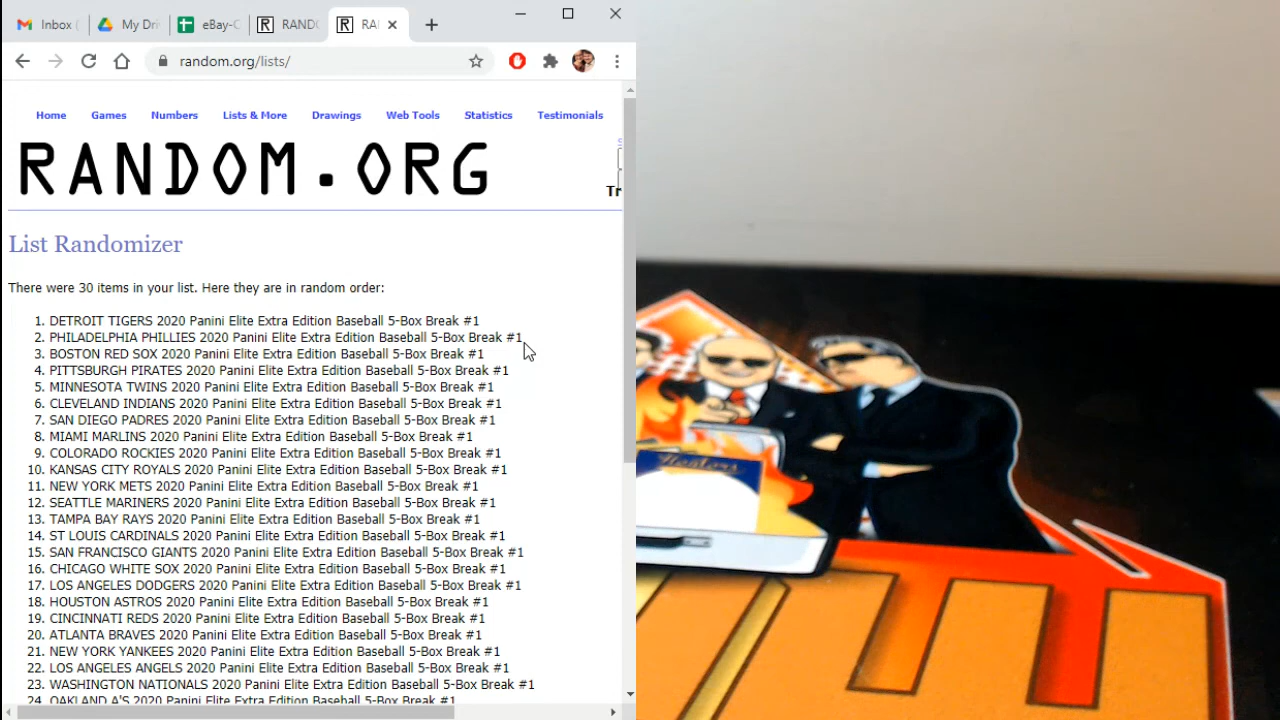 Inbox (
My Dri
eBay-C
RANDO
RA
random.org/lists/
Home Games Numbers Lists & More Drawings Web Tools Statistics Testimonials
RANDOM.ORG
Tr
List Randomizer
There were 30 items in your list. Here they are in random order:
1. DETROIT TIGERS 2020 Panini Elite Extra Edition Baseball 5-Box Break #1
2. PHILADELPHIA PHILLIES 2020 Panini Elite Extra Edition Baseball 5-Box Break #1
3. BOSTON RED SOX 2020 Panini Elite Extra Edition Baseball 5-Box Break #1
4. PITTSBURGH PIRATES 2020 Panini Elite Extra Edition Baseball 5-Box Break #1
5. MINNESOTA TWINS 2020 Panini Elite Extra Edition Baseball 5-Box Break #1
6. CLEVELAND INDIANS 2020 Panini Elite Extra Edition Baseball 5-Box Break #1
7. SAN DIEGO PADRES 2020 Panini Elite Extra Edition Baseball 5-Box Break #1
8. MIAMI MARLINS 2020 Panini Elite Extra Edition Baseball 5-Box Break #1
9. COLORADO ROCKIES 2020 Panini Elite Extra Edition Baseball 5-Box Break #1
10. KANSAS CITY ROYALS 2020 Panini Elite Extra Edition Baseball 5-Box Break #1
11. NEW YORK METS 2020 Panini Elite Extra Edition Baseball 5-Box Break #1
12. SEATTLE MARINERS 2020 Panini Elite Extra Edition Baseball 5-Box Break #1
13. TAMPA BAY RAYS 2020 Panini Elite Extra Edition Baseball 5-Box Break #1
14. ST LOUIS CARDINALS 2020 Panini Elite Extra Edition Baseball 5-Box Break #1
15. SAN FRANCISCO GIANTS 2020 Panini Elite Extra Edition Baseball 5-Box Break #1
16. CHICAGO WHITE SOX 2020 Panini Elite Extra Edition Baseball 5-Box Break #1
17. LOS ANGELES DODGERS 2020 Panini Elite Extra Edition Baseball 5-Box Break #1
18. HOUSTON ASTROS 2020 Panini Elite Extra Edition Baseball 5-Box Break #1
19. CINCINNATI REDS 2020 Panini Elite Extra Edition Baseball 5-Box Break #1
20. ATLANTA BRAVES 2020 Panini Elite Extra Edition Baseball 5-Box Break #1
21. NEW YORK YANKEES 2020 Panini Elite Extra Edition Baseball 5-Box Break #1
22. LOS ANGELES ANGELS 2020 Panini Elite Extra Edition Baseball 5-Box Break #1
23. WASHINGTON NATIONALS 2020 Panini Elite Extra Edition Baseball 5-Box Break #1
24. OAKLAND A'S 2020 Panini Elite Extra Edition Baseball 5-Box Break #1